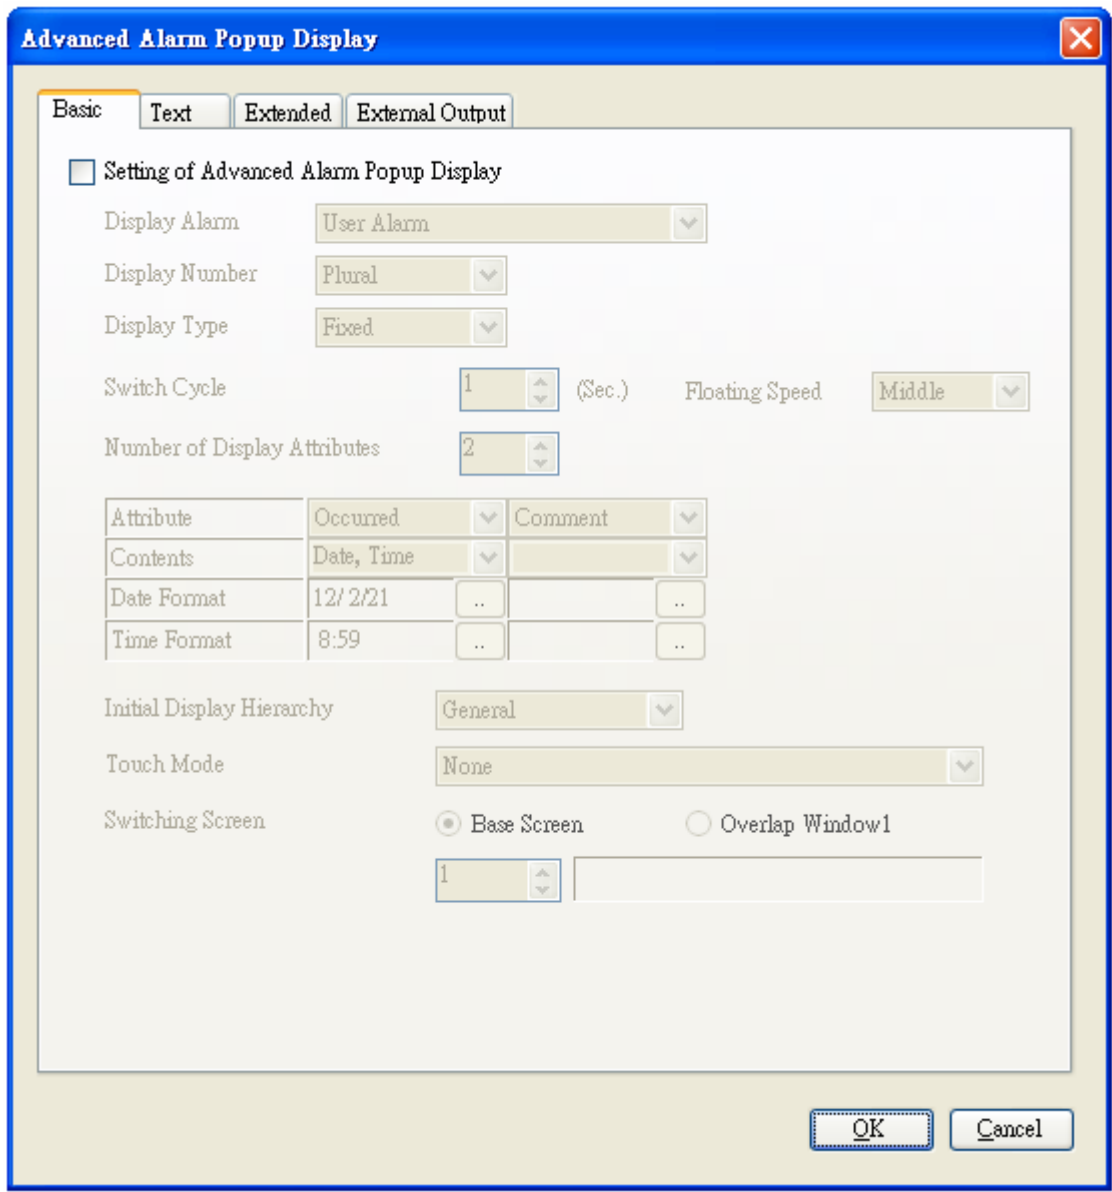 Advanced Alarm Popup Display
Basic Text Extended External Output
Setting of Advanced Alarm Popup Display
Display Alarm User Alarm
Display Number Plural
Display Type Fixed
Switch Cycle 1 (Sec.) Floating Speed Middle
Number of Display Attributes 2
Attribute Occurred Comment
Contents Date, Time
Date Format 12/ 2/21 .. ..
Time Format 8:59 .. ..
Initial Display Hierarchy General
Touch Mode None
Switching Screen Base Screen Overlap Window1
1
OK Cancel